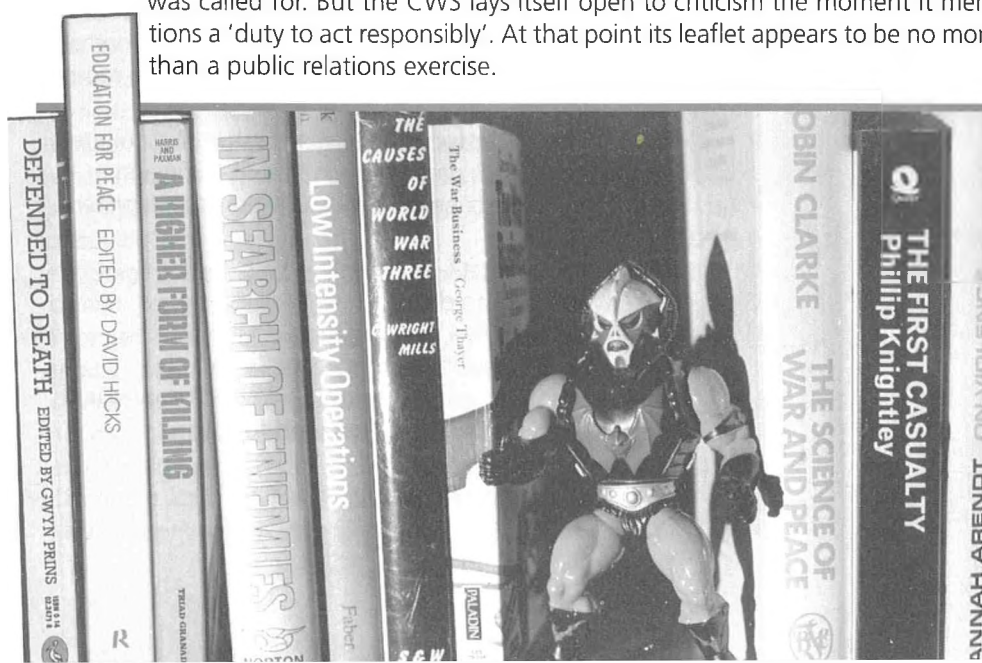 was called for. But the CWS lays itself open to criticism the moment it men
tions a 'duty to act responsibly'. At that point its leaflet appears to be no mor
than a public relations exercise.
DEFENDED TO DEATH EDITED BY GWYN PRINS
EDUCATION FOR PEACE EDITED BY DAVID HICKS
HARRIS
AND
PAXMAN
A HIGHER FORM OF KILLING
TRIAD GRANAD
IN SEARCH OF ENEMIES
NORTON
Low Intensity Operations
Faber
THE
CAUSES
OF
WORLD
WAR
THREE
C. WRIGHT
MILLS
S & W
The War Business George Thayer
PALADIN
OBIN CLARKE THE SCIENCE OF
WAR AND PEACE
THE FIRST CASUALTY
Phillip Knightley
ANNAH ARENDT ON VIOLENCE